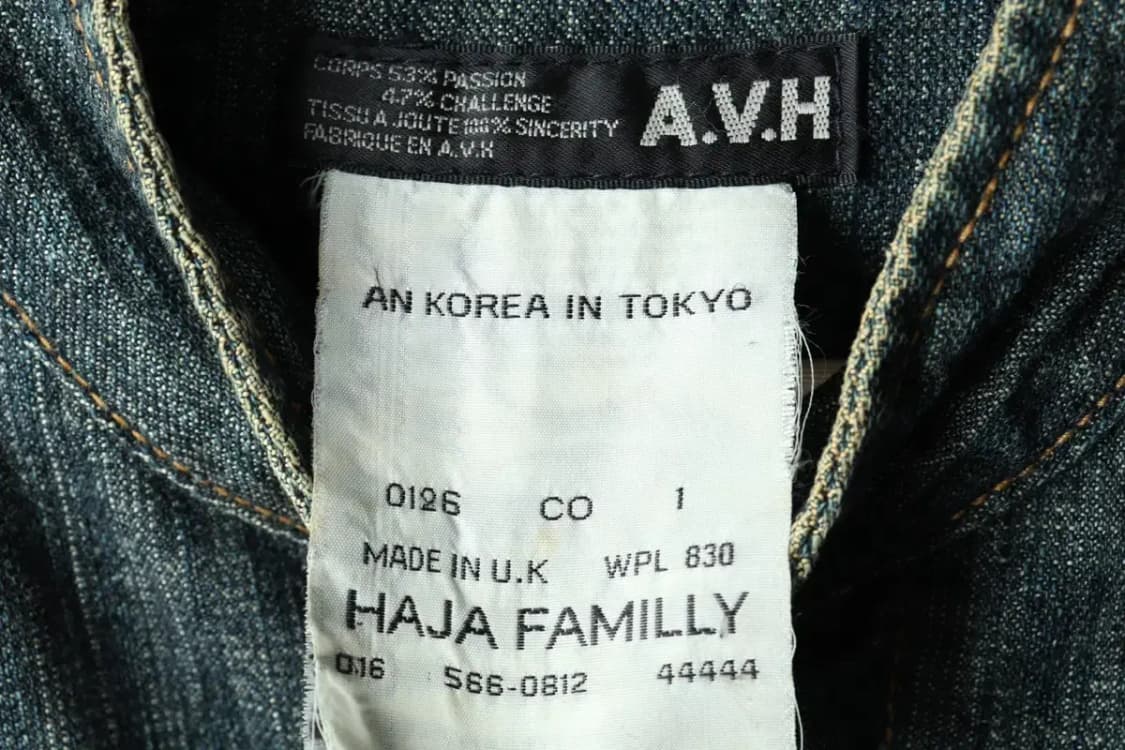 CORPS 53% PASSION
47% CHALLENGE
TISSU AJOUTE 100% SINCERITY
FABRIQUE EN A.V.H
A.V.H
AN KOREA IN TOKYO
0126 CO 1
MADE IN U.K WPL 830
HAJA FAMILLY
016 566-0812 44444